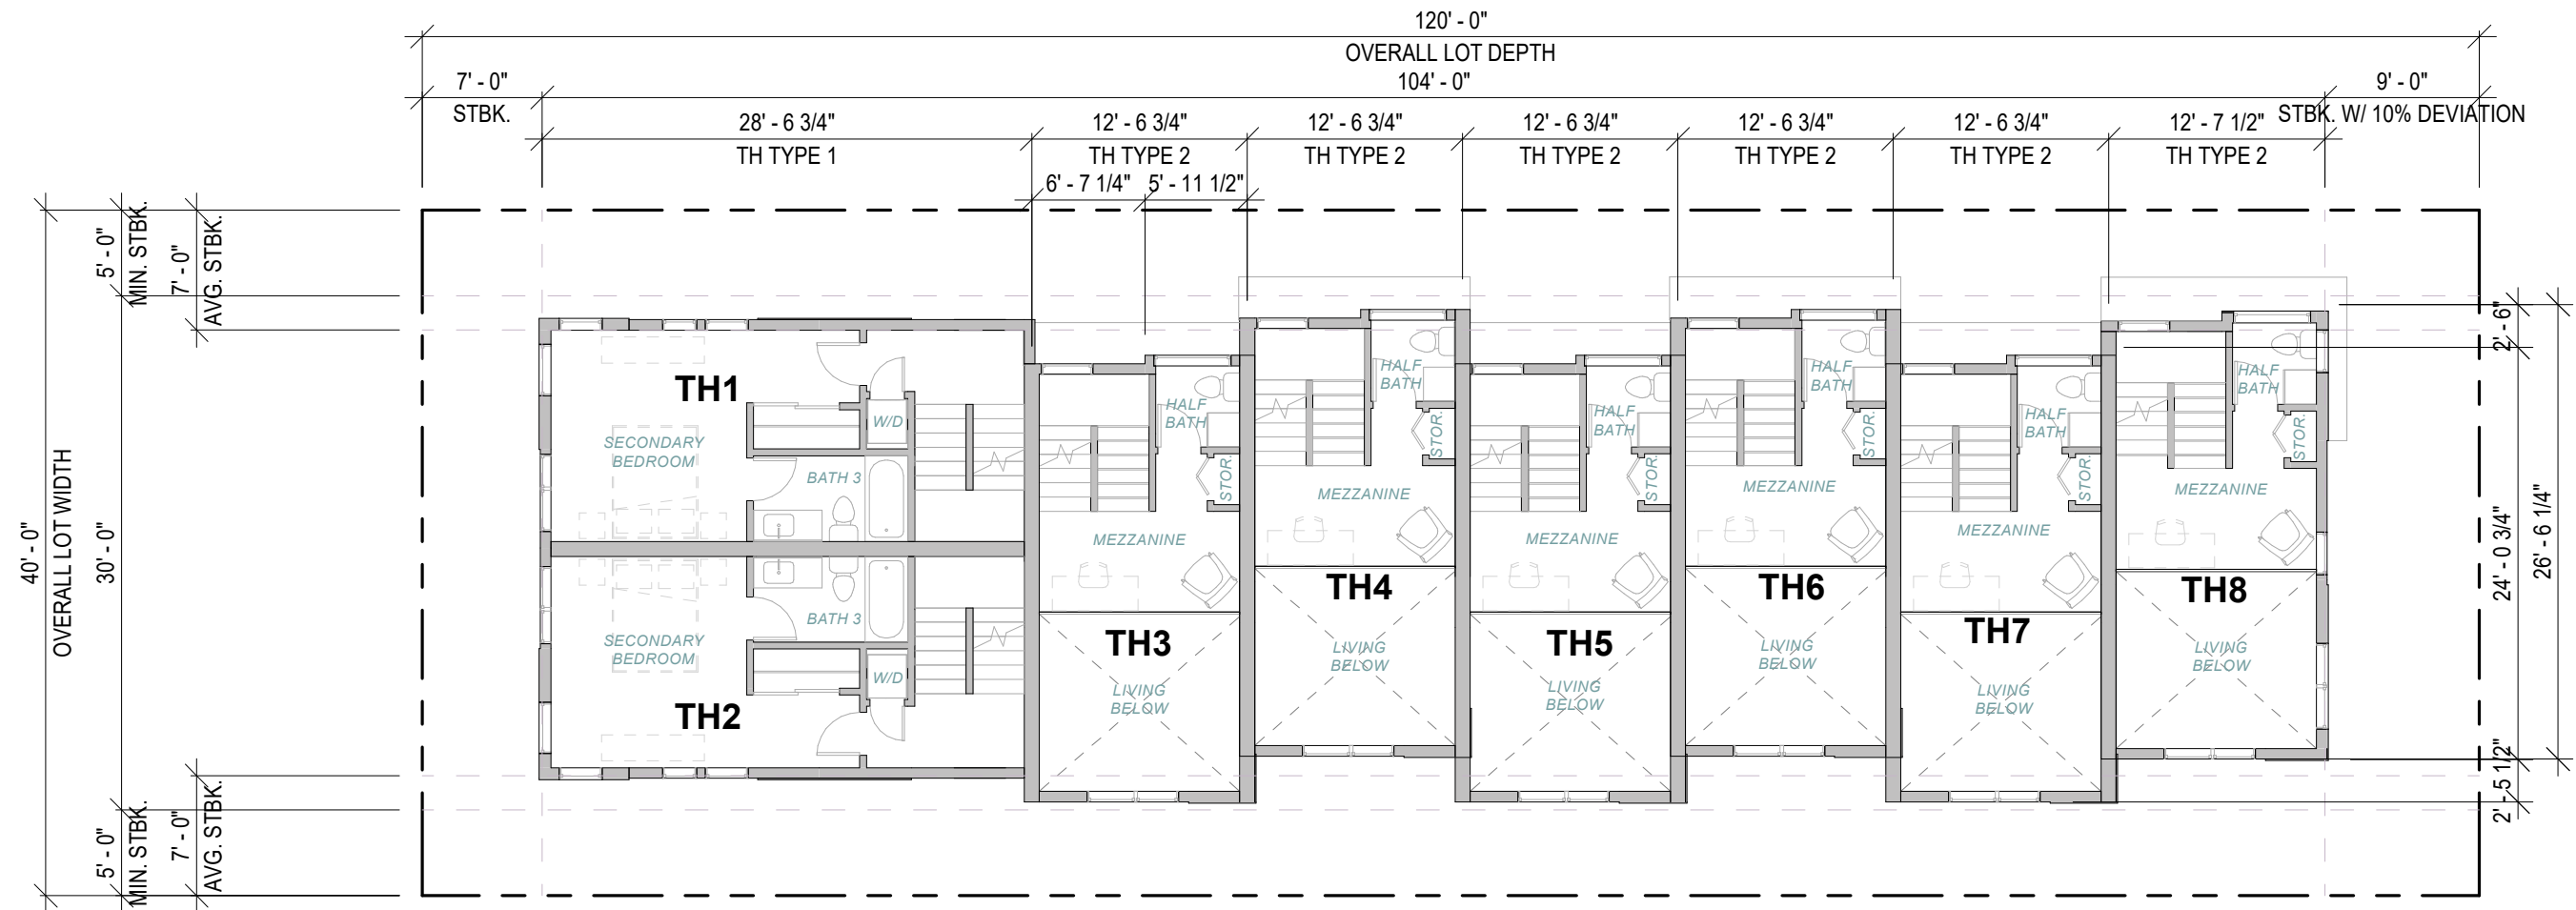 120' - 0"
OVERALL LOT DEPTH
7' - 0"
STBK.
104' - 0"
9' - 0"
STBK. W/ 10% DEVIATION
28' - 6 3/4"
TH TYPE 1
12' - 6 3/4"
TH TYPE 2
12' - 6 3/4"
TH TYPE 2
12' - 6 3/4"
TH TYPE 2
12' - 6 3/4"
TH TYPE 2
12' - 6 3/4"
TH TYPE 2
12' - 7 1/2"
TH TYPE 2
6' - 7 1/4"
5' - 11 1/2"
40' - 0"
OVERALL LOT WIDTH
5' - 0"
MIN. STBK.
7' - 0"
AVG. STBK.
30' - 0"
5' - 0"
MIN. STBK.
7' - 0"
AVG. STBK.
TH1
SECONDARY
BEDROOM
W/D
BATH 3
BATH 3
SECONDARY
BEDROOM
W/D
TH2
HALF
BATH
STOR.
MEZZANINE
TH3
LIVING
BELOW
HALF
BATH
STOR.
MEZZANINE
TH4
LIVING
BELOW
HALF
BATH
STOR.
MEZZANINE
TH5
LIVING
BELOW
HALF
BATH
STOR.
MEZZANINE
TH6
LIVING
BELOW
HALF
BATH
STOR.
MEZZANINE
TH7
LIVING
BELOW
HALF
BATH
STOR.
MEZZANINE
TH8
LIVING
BELOW
2' - 6"
24' - 0 3/4"
26' - 6 1/4"
2' - 5 1/2"